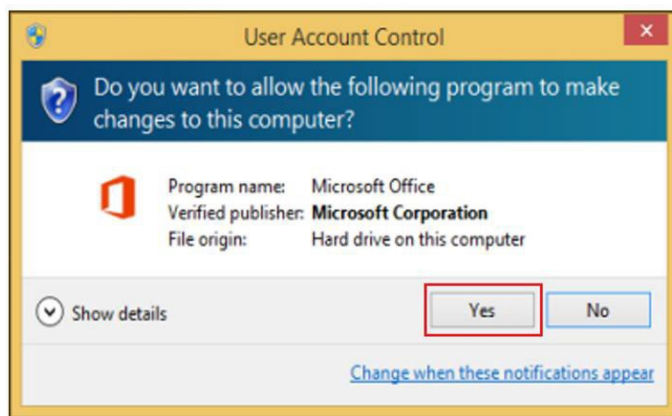 User Account Control
Do you want to allow the following program to make
changes to this computer?
Program name: Microsoft Office
Verified publisher: Microsoft Corporation
File origin: Hard drive on this computer
Show details
Yes
No
Change when these notifications appear